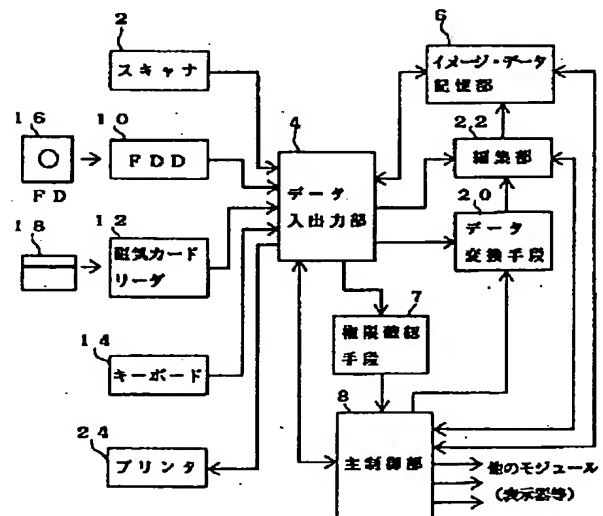 2
スキャナ
16
FD
10
FDD
18
12
磁気カード
リーダ
14
キーボード
24
プリンタ
4
データ
入出力部
6
イメージ・データ
記憶部
22
編集部
20
データ
変換手段
7
権限確認
手段
8
主制御部
他のモジュール
(表示器等)